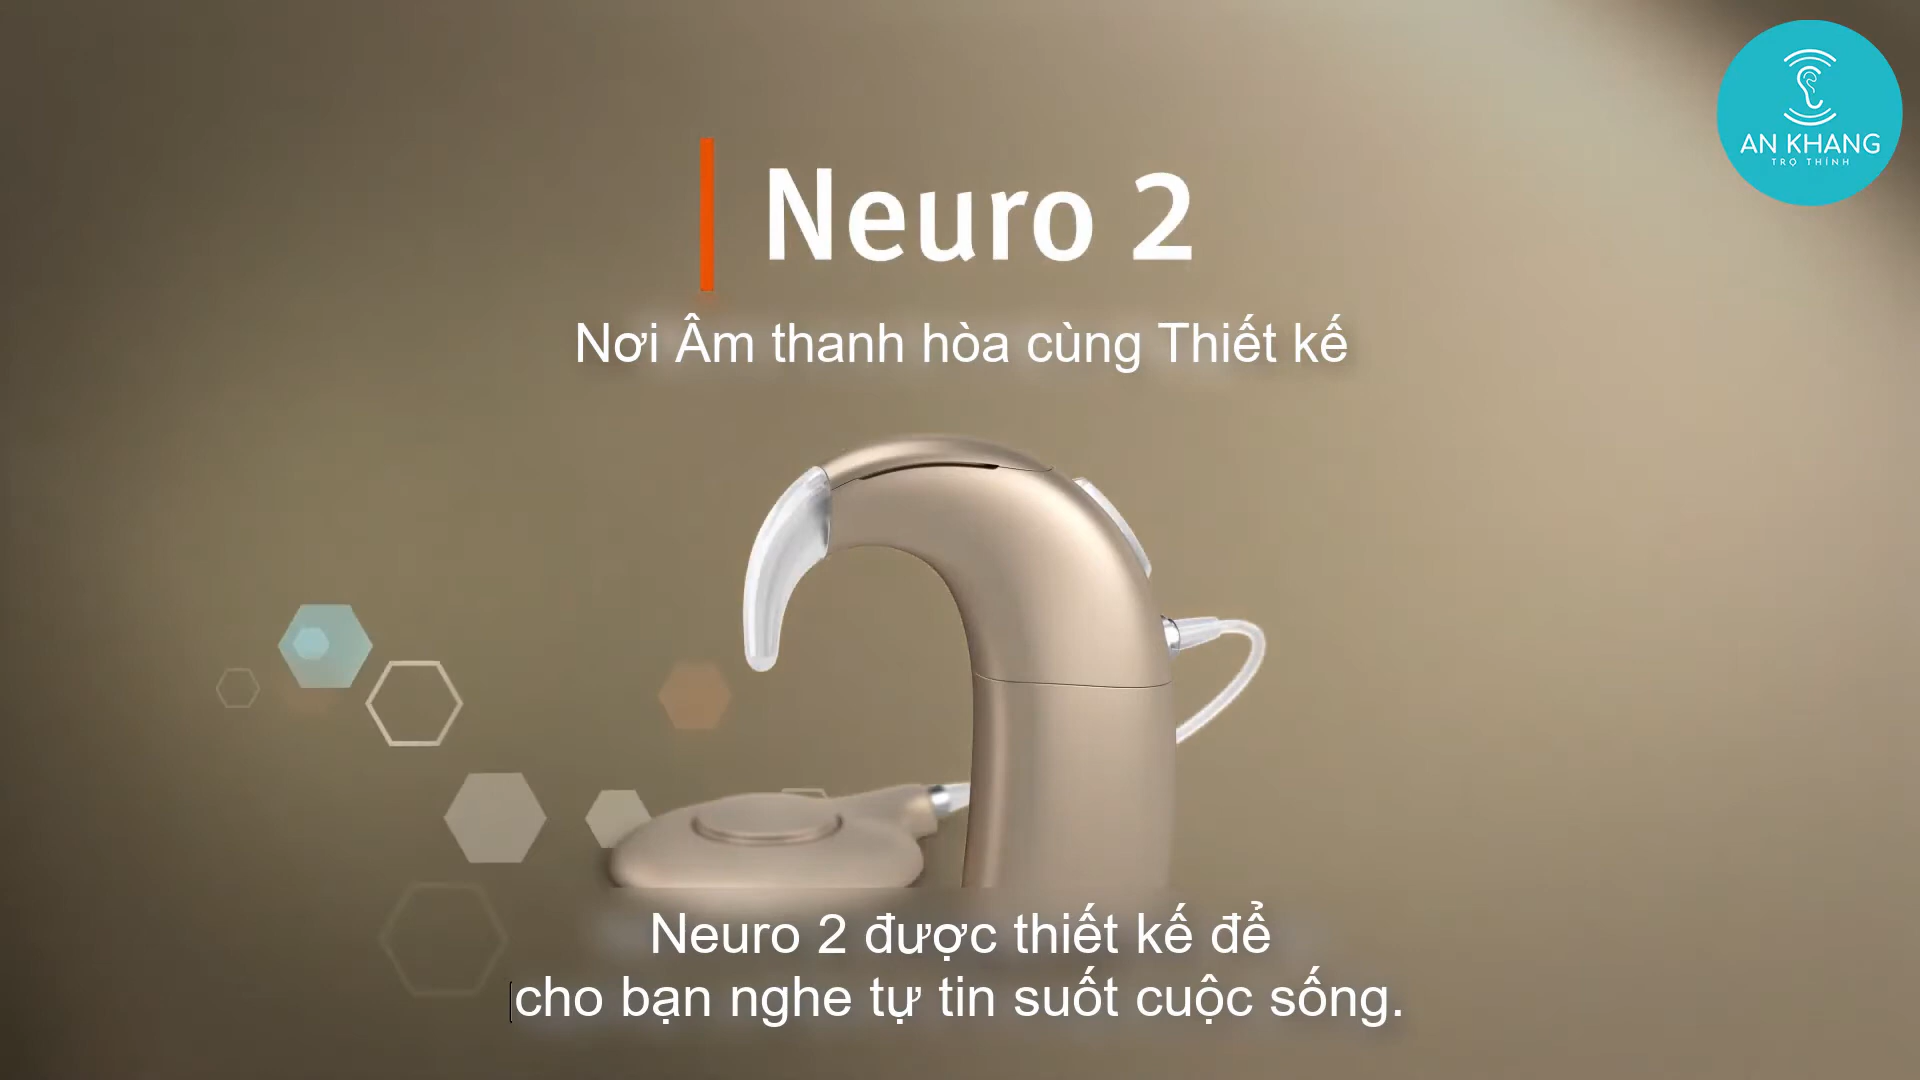 AN KHANG
TRỢ THÍNH
Neuro 2
Nơi Âm thanh hòa cùng Thiết kế
Neuro 2 được thiết kế để
cho bạn nghe tự tin suốt cuộc sống.